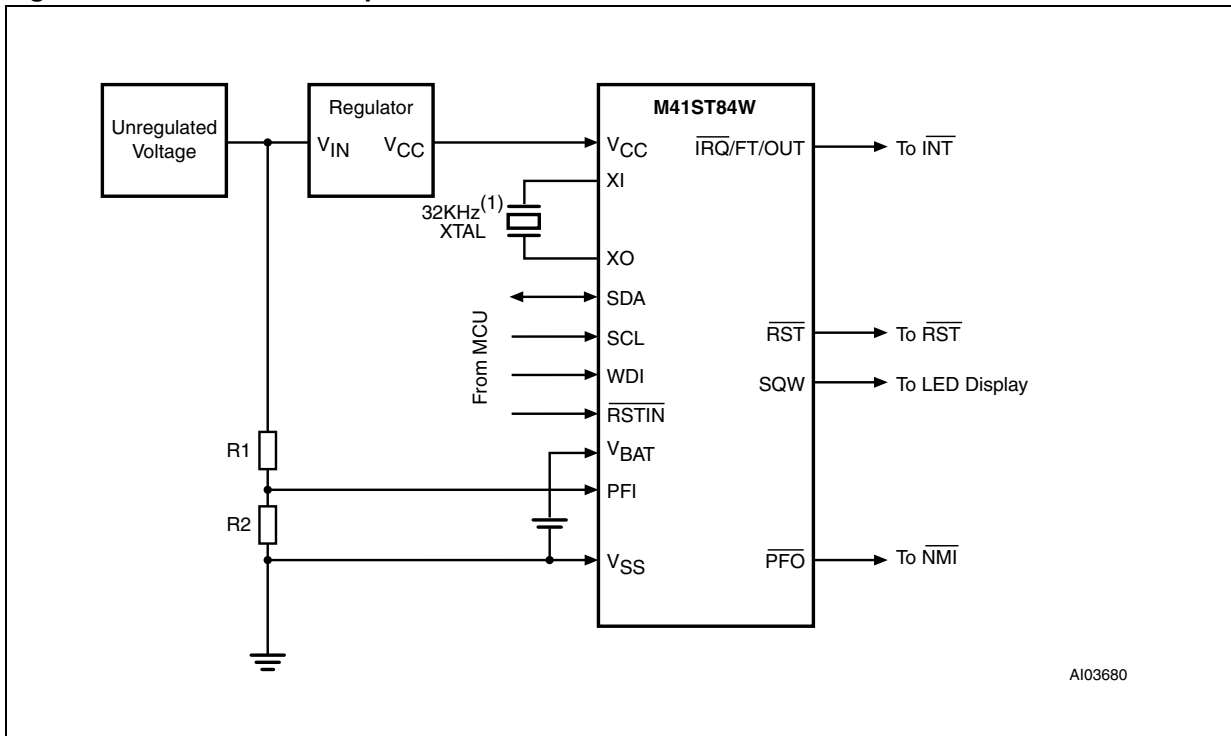 Unregulated
Voltage
Regulator
VIN
VCC
M41ST84W
VCC
IRQ/FT/OUT
To INT
XI
32KHz(1)
XTAL
XO
SDA
From MCU
SCL
RST
To RST
WDI
SQW
To LED Display
RSTIN
R1
VBAT
PFI
R2
VSS
PFO
To NMI
AI03680